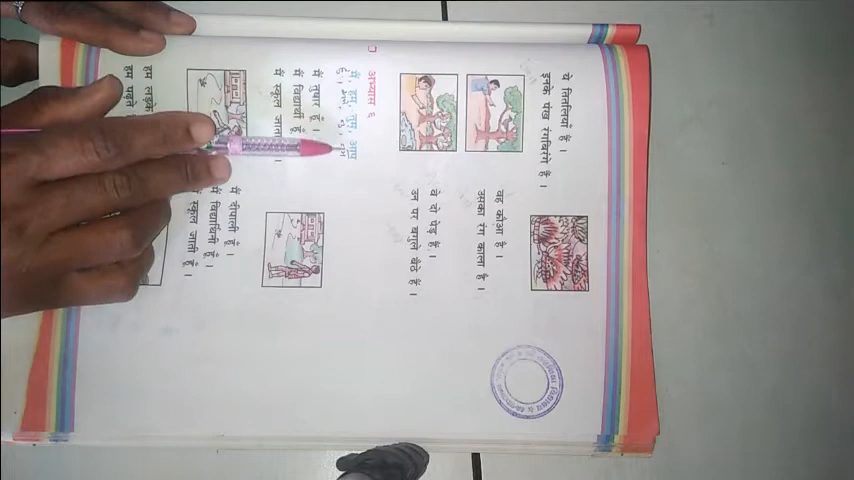 ये तितलियाँ हैं ।
इनके पंख रंगबिरंगे हैं ।
वह कौआ है ।
उसका रंग काला है ।
वे दो पेड़ हैं ।
उन पर बगुले बैठे हैं ।
अभ्यास ६
मैं, हम, तुम, आप
मैं तुषार हूँ ।
मैं विद्यार्थी हूँ ।
मैं स्कूल जाता
मैं दीपाली हूँ ।
मैं विद्यार्थिनी हूँ ।
मैं स्कूल जाती हूँ ।
हम लड़के
हम पढ़ते